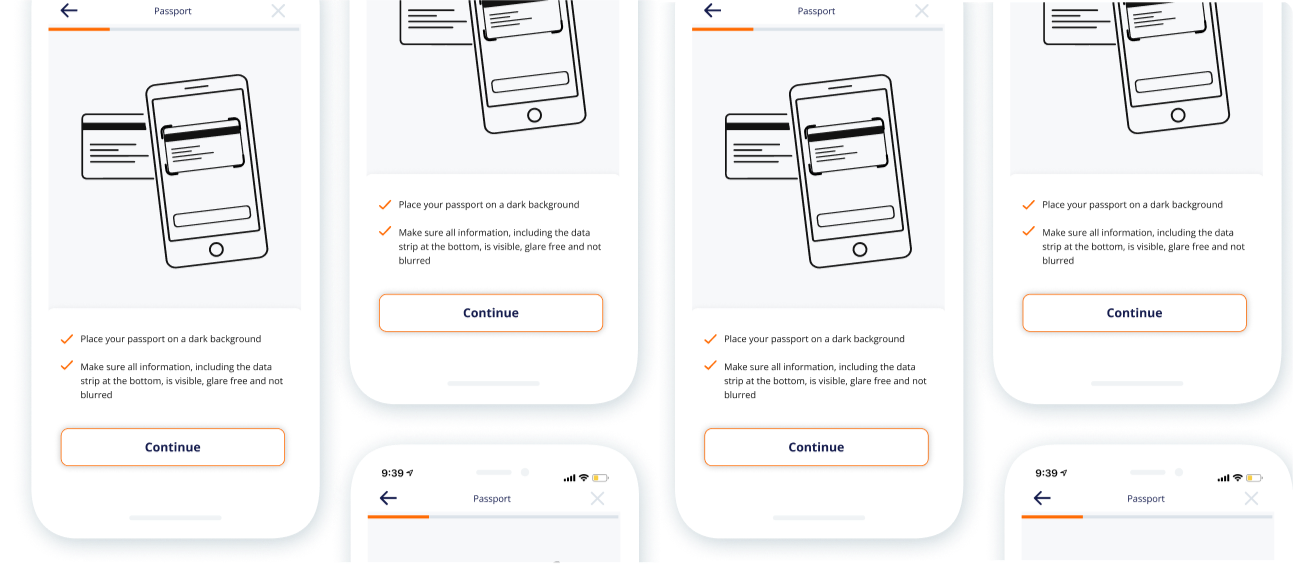 Passport
Place your passport on a dark background
Make sure all information, including the data
strip at the bottom, is visible, glare free and not
blurred
Continue
Place your passport on a dark background
Make sure all information, including the data
strip at the bottom, is visible, glare free and not
blurred
Continue
9:39
Passport
Passport
Place your passport on a dark background
Make sure all information, including the data
strip at the bottom, is visible, glare free and not
blurred
Continue
Place your passport on a dark background
Make sure all information, including the data
strip at the bottom, is visible, glare free and not
blurred
Continue
9:39
Passport